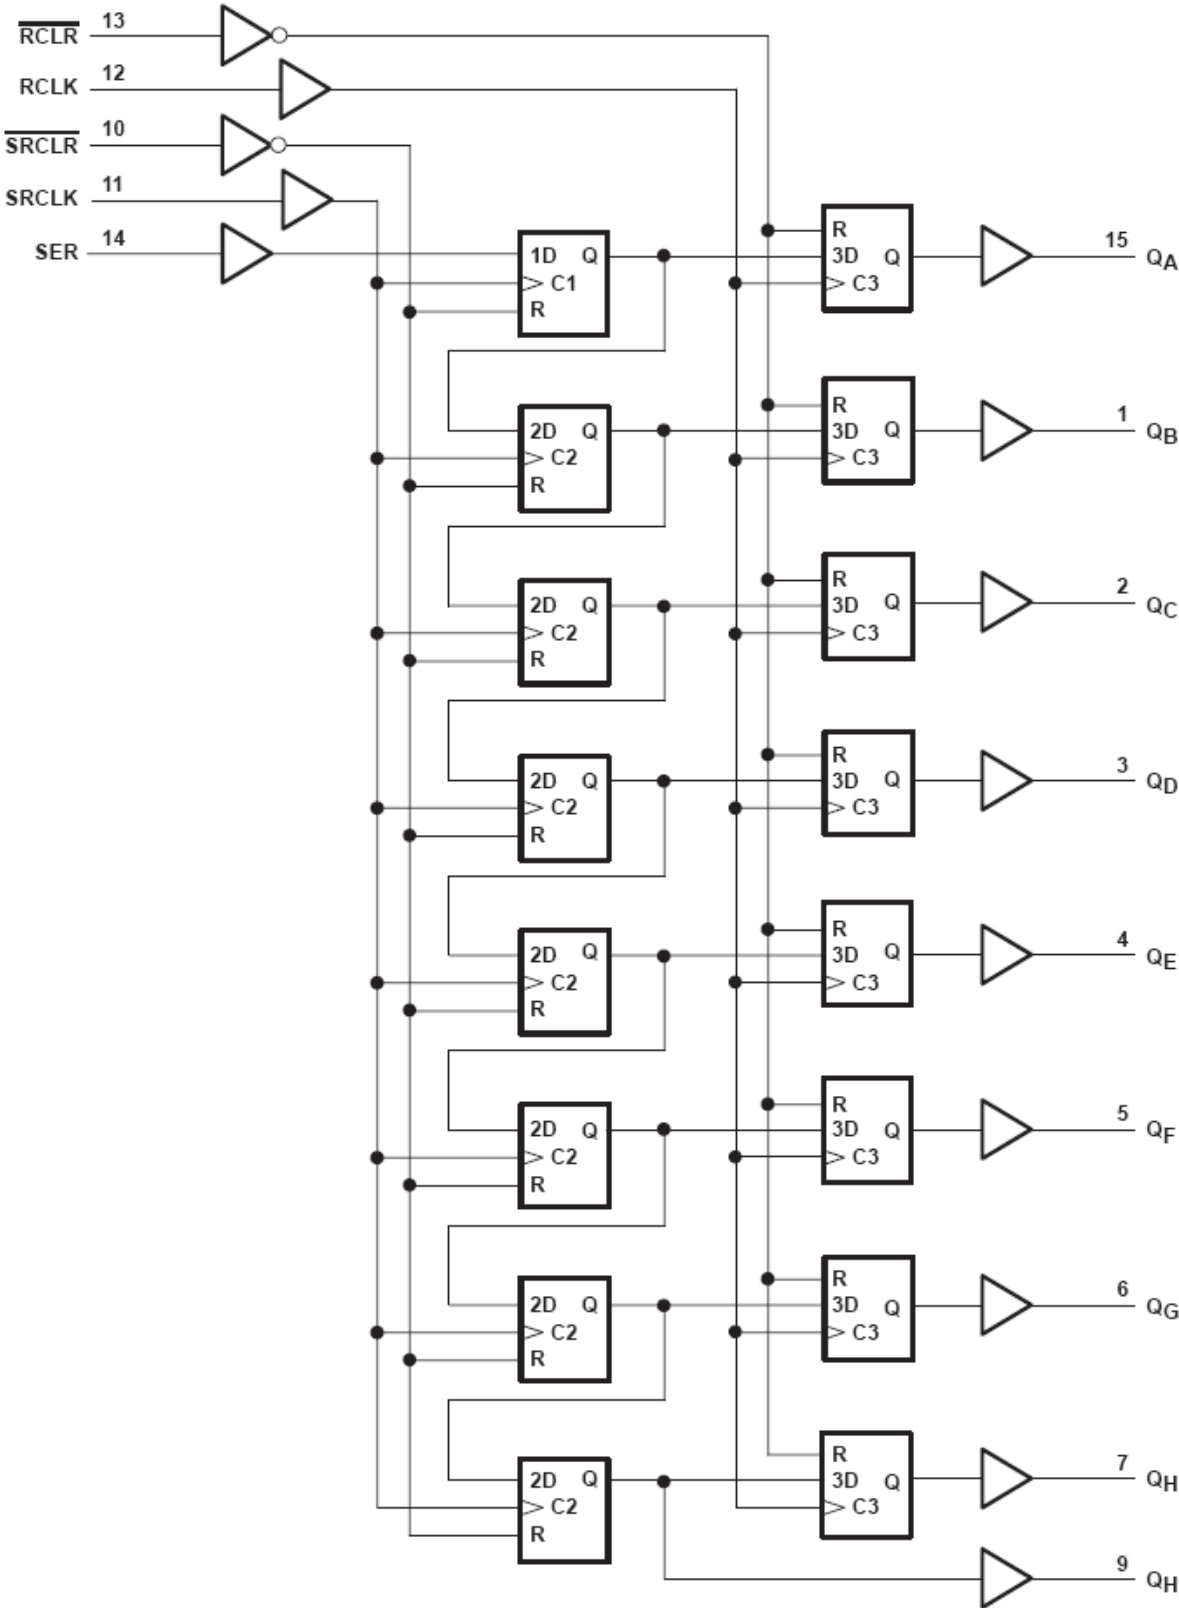 RCLR 13
RCLK 12
SRCLR 10
SRCLK 11
SER 14
1D Q
C1
R
R
3D Q
C3
15 QA
2D Q
C2
R
R
3D Q
C3
1 QB
2D Q
C2
R
R
3D Q
C3
2 QC
2D Q
C2
R
R
3D Q
C3
3 QD
2D Q
C2
R
R
3D Q
C3
4 QE
2D Q
C2
R
R
3D Q
C3
5 QF
2D Q
C2
R
R
3D Q
C3
6 QG
2D Q
C2
R
R
3D Q
C3
7 QH
9 QH